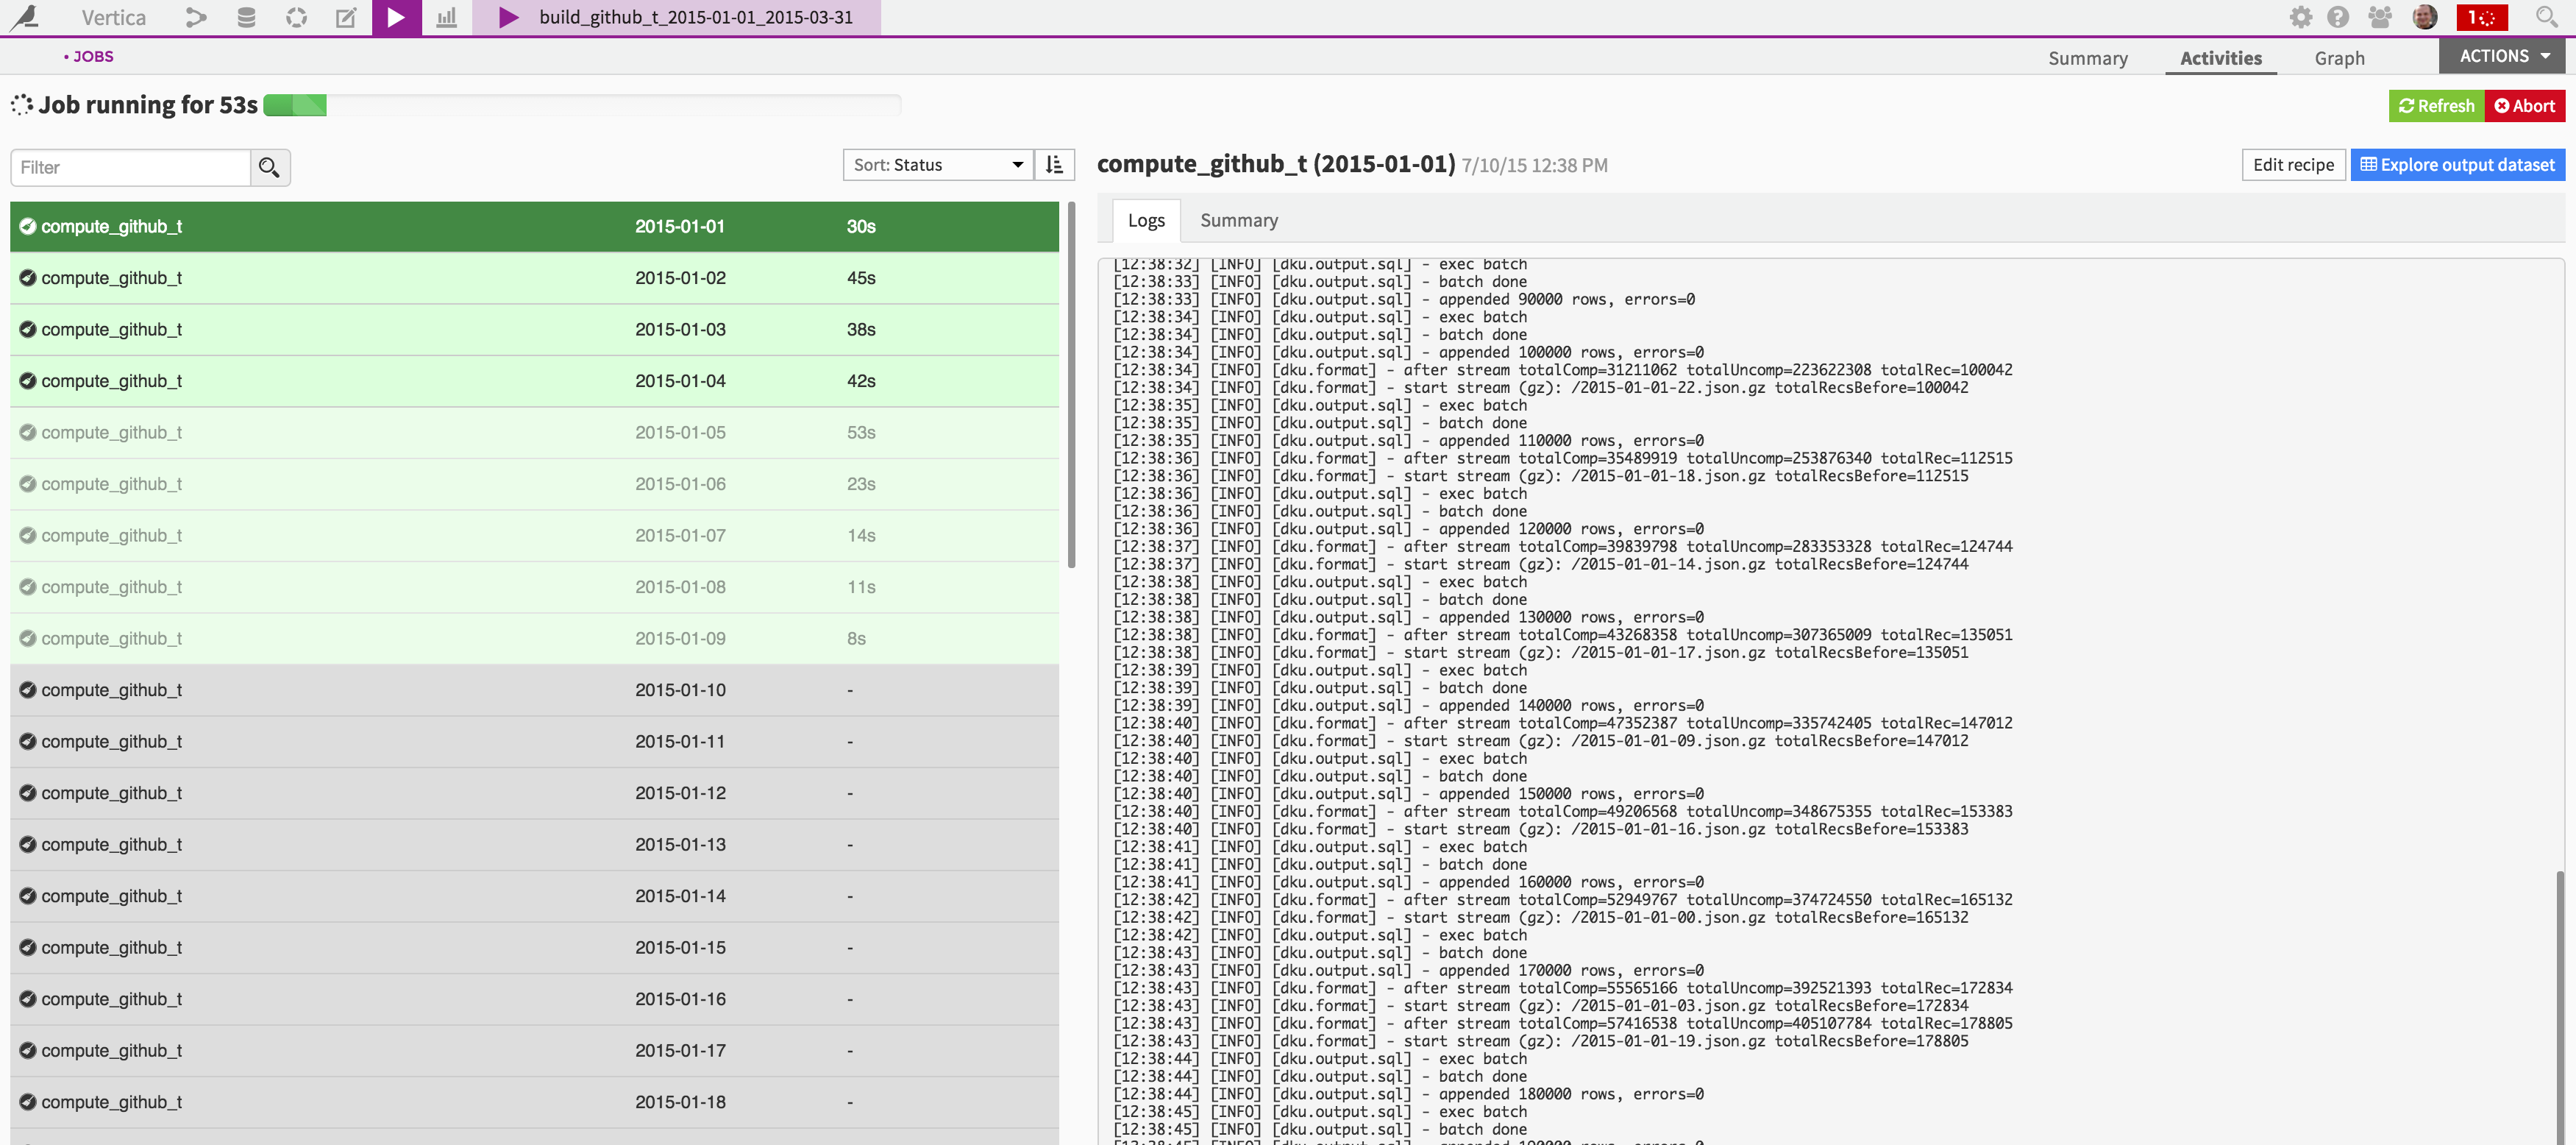 Vertica
build_github_t_2015-01-01_2015-03-31
1
• JOBS
Summary
Activities
Graph
ACTIONS
Job running for 53s
Refresh
Abort
Filter
Sort: Status
compute_github_t 2015-01-01 30s
compute_github_t 2015-01-02 45s
compute_github_t 2015-01-03 38s
compute_github_t 2015-01-04 42s
compute_github_t 2015-01-05 53s
compute_github_t 2015-01-06 23s
compute_github_t 2015-01-07 14s
compute_github_t 2015-01-08 11s
compute_github_t 2015-01-09 8s
compute_github_t 2015-01-10 -
compute_github_t 2015-01-11 -
compute_github_t 2015-01-12 -
compute_github_t 2015-01-13 -
compute_github_t 2015-01-14 -
compute_github_t 2015-01-15 -
compute_github_t 2015-01-16 -
compute_github_t 2015-01-17 -
compute_github_t 2015-01-18 -
compute_github_t (2015-01-01) 7/10/15 12:38 PM
Edit recipe
Explore output dataset
Logs
Summary
[12:38:32] [INFO] [dku.output.sql] - exec batch
[12:38:33] [INFO] [dku.output.sql] - batch done
[12:38:33] [INFO] [dku.output.sql] - appended 90000 rows, errors=0
[12:38:34] [INFO] [dku.output.sql] - exec batch
[12:38:34] [INFO] [dku.output.sql] - batch done
[12:38:34] [INFO] [dku.output.sql] - appended 100000 rows, errors=0
[12:38:34] [INFO] [dku.format] - after stream totalComp=31211062 totalUncomp=223622308 totalRec=100042
[12:38:34] [INFO] [dku.format] - start stream (gz): /2015-01-01-22.json.gz totalRecsBefore=100042
[12:38:35] [INFO] [dku.output.sql] - exec batch
[12:38:35] [INFO] [dku.output.sql] - batch done
[12:38:35] [INFO] [dku.output.sql] - appended 110000 rows, errors=0
[12:38:36] [INFO] [dku.format] - after stream totalComp=35489919 totalUncomp=253876340 totalRec=112515
[12:38:36] [INFO] [dku.format] - start stream (gz): /2015-01-01-18.json.gz totalRecsBefore=112515
[12:38:36] [INFO] [dku.output.sql] - exec batch
[12:38:36] [INFO] [dku.output.sql] - batch done
[12:38:36] [INFO] [dku.output.sql] - appended 120000 rows, errors=0
[12:38:37] [INFO] [dku.format] - after stream totalComp=39839798 totalUncomp=283353328 totalRec=124744
[12:38:37] [INFO] [dku.format] - start stream (gz): /2015-01-01-14.json.gz totalRecsBefore=124744
[12:38:38] [INFO] [dku.output.sql] - exec batch
[12:38:38] [INFO] [dku.output.sql] - batch done
[12:38:38] [INFO] [dku.output.sql] - appended 130000 rows, errors=0
[12:38:38] [INFO] [dku.format] - after stream totalComp=43268358 totalUncomp=307365009 totalRec=135051
[12:38:38] [INFO] [dku.format] - start stream (gz): /2015-01-01-17.json.gz totalRecsBefore=135051
[12:38:39] [INFO] [dku.output.sql] - exec batch
[12:38:39] [INFO] [dku.output.sql] - batch done
[12:38:39] [INFO] [dku.output.sql] - appended 140000 rows, errors=0
[12:38:40] [INFO] [dku.format] - after stream totalComp=47352387 totalUncomp=335742405 totalRec=147012
[12:38:40] [INFO] [dku.format] - start stream (gz): /2015-01-01-09.json.gz totalRecsBefore=147012
[12:38:40] [INFO] [dku.output.sql] - exec batch
[12:38:40] [INFO] [dku.output.sql] - batch done
[12:38:40] [INFO] [dku.output.sql] - appended 150000 rows, errors=0
[12:38:40] [INFO] [dku.format] - after stream totalComp=49206568 totalUncomp=348675355 totalRec=153383
[12:38:40] [INFO] [dku.format] - start stream (gz): /2015-01-01-16.json.gz totalRecsBefore=153383
[12:38:41] [INFO] [dku.output.sql] - exec batch
[12:38:41] [INFO] [dku.output.sql] - batch done
[12:38:41] [INFO] [dku.output.sql] - appended 160000 rows, errors=0
[12:38:42] [INFO] [dku.format] - after stream totalComp=52949767 totalUncomp=374724550 totalRec=165132
[12:38:42] [INFO] [dku.format] - start stream (gz): /2015-01-01-00.json.gz totalRecsBefore=165132
[12:38:42] [INFO] [dku.output.sql] - exec batch
[12:38:43] [INFO] [dku.output.sql] - batch done
[12:38:43] [INFO] [dku.output.sql] - appended 170000 rows, errors=0
[12:38:43] [INFO] [dku.format] - after stream totalComp=55565166 totalUncomp=392521393 totalRec=172834
[12:38:43] [INFO] [dku.format] - start stream (gz): /2015-01-01-03.json.gz totalRecsBefore=172834
[12:38:43] [INFO] [dku.format] - after stream totalComp=57416538 totalUncomp=405107784 totalRec=178805
[12:38:43] [INFO] [dku.format] - start stream (gz): /2015-01-01-19.json.gz totalRecsBefore=178805
[12:38:44] [INFO] [dku.output.sql] - exec batch
[12:38:44] [INFO] [dku.output.sql] - batch done
[12:38:44] [INFO] [dku.output.sql] - appended 180000 rows, errors=0
[12:38:45] [INFO] [dku.output.sql] - exec batch
[12:38:45] [INFO] [dku.output.sql] - batch done